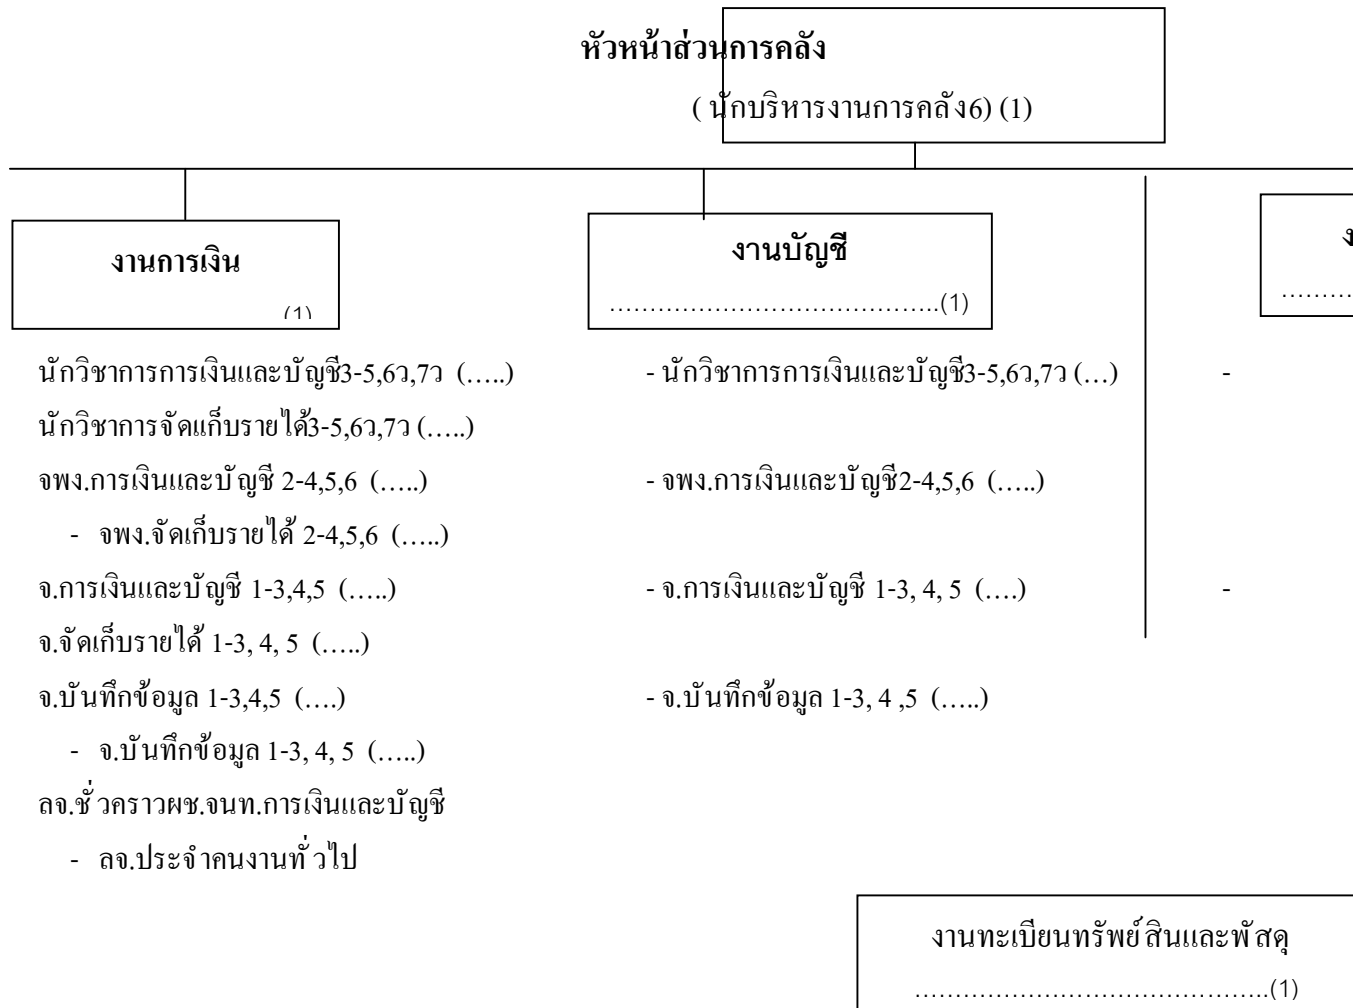 หัวหน้าส่วนการคลัง
( นักบริหารงานการคลัง6) (1)
งานการเงิน
(1)
งานบัญชี
…………………………………..(1)
ง
………
นักวิชาการการเงินและบัญชี3-5,6ว,7ว (…..)
- นักวิชาการการเงินและบัญชี3-5,6ว,7ว (…)
-
นักวิชาการจัดแก็บรายได้3-5,6ว,7ว (…..)
จพง.การเงินและบัญชี 2-4,5,6 (…..)
- จพง.การเงินและบัญชี2-4,5,6 (…..)
- จพง.จัดเก็บรายได้ 2-4,5,6 (…..)
จ.การเงินและบัญชี 1-3,4,5 (…..)
- จ.การเงินและบัญชี 1-3, 4, 5 (….)
-
จ.จัดเก็บรายได้ 1-3, 4, 5 (…..)
จ.บันทึกข้อมูล 1-3,4,5 (….)
- จ.บันทึกข้อมูล 1-3, 4 ,5 (…..)
- จ.บันทึกข้อมูล 1-3, 4, 5 (…..)
ลจ.ชั่วคราวผช.จนท.การเงินและบัญชี
- ลจ.ประจำคนงานทั่วไป
งานทะเบียนทรัพย์สินและพัสดุ
……………………………………..(1)